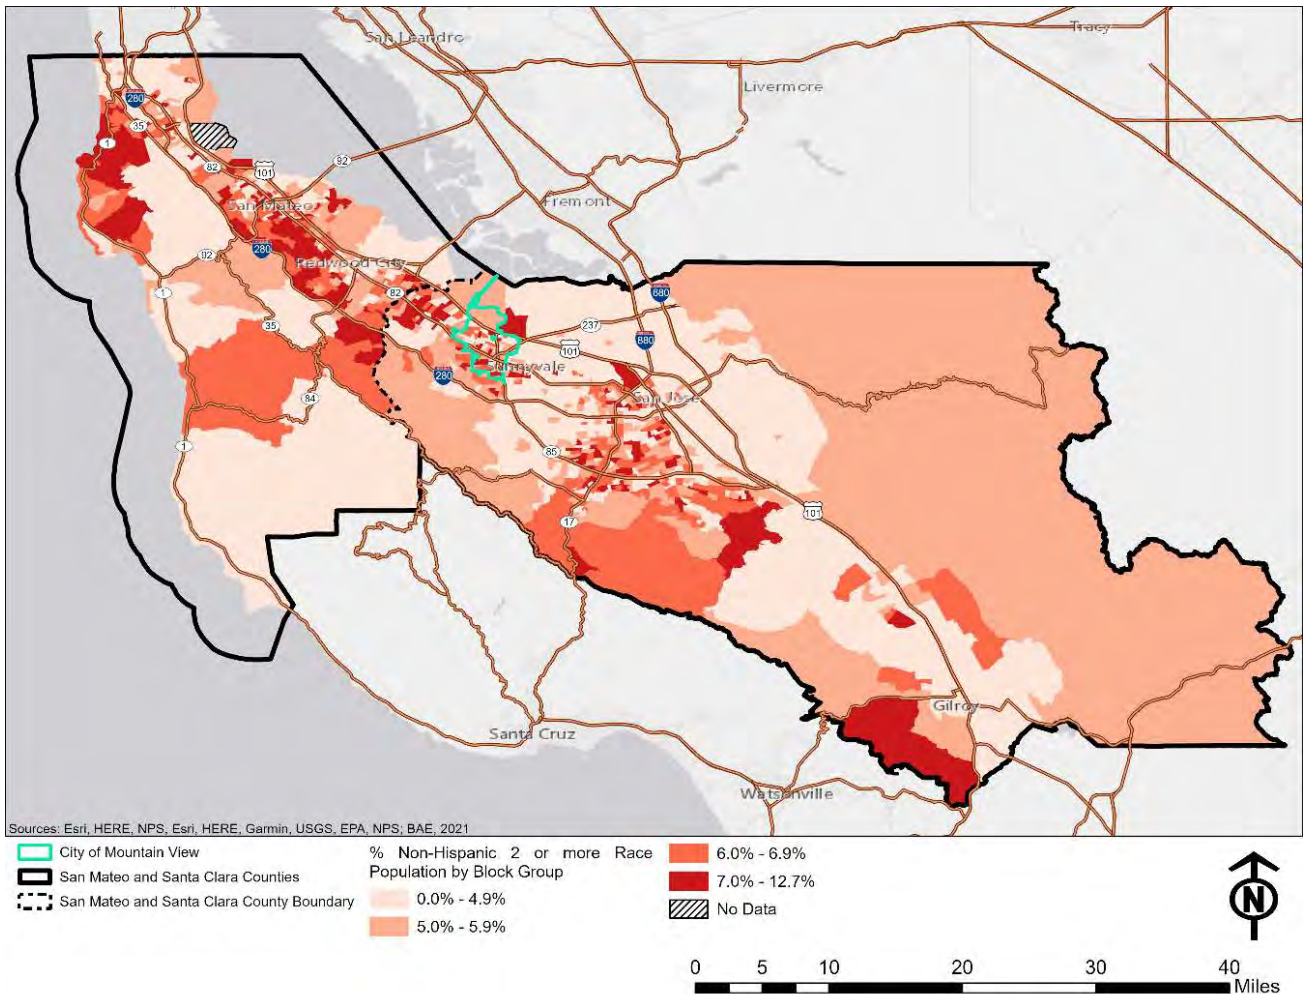 San Leandro
Tracy
Livermore
280
35
1
82
101
92
San Mateo
Fremont
92
280
Redwood City
1
82
880
237
35
101
880
Sunnyvale
280
84
San Jose
1
85
101
17
Gilroy
Santa Cruz
Watsonville
Sources: Esri, HERE, NPS, Esri, HERE, Garmin, USGS, EPA, NPS; BAE, 2021
City of Mountain View
San Mateo and Santa Clara Counties
San Mateo and Santa Clara County Boundary
% Non-Hispanic 2 or more Race
Population by Block Group
0.0% - 4.9%
5.0% - 5.9%
6.0% - 6.9%
7.0% - 12.7%
No Data
N
0 5 10 20 30 40
Miles